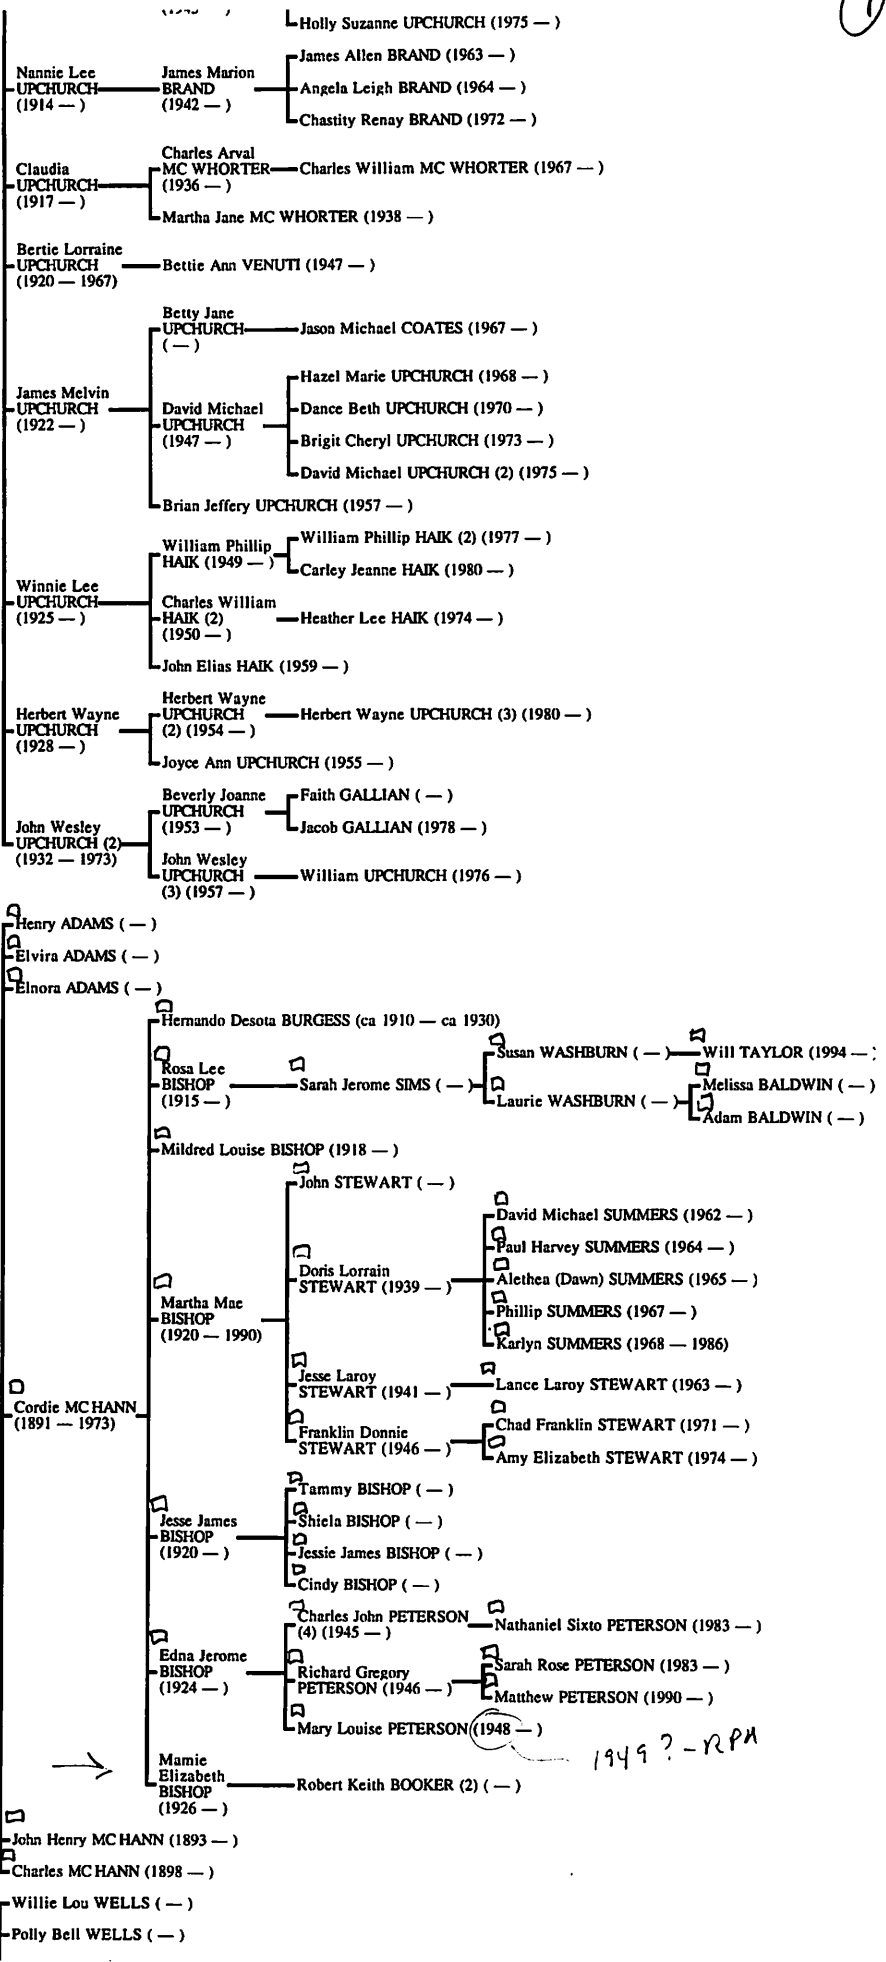 Holly Suzanne UPCHURCH (1975 — )
James Allen BRAND (1963 — )
Nannie Lee
UPCHURCH
(1914 — )
James Marion
BRAND
(1942 — )
Angela Leigh BRAND (1964 — )
Chastity Renay BRAND (1972 — )
Claudia
UPCHURCH
(1917 — )
Charles Arval
MC WHORTER
(1936 — )
Charles William MC WHORTER (1967 — )
Martha Jane MC WHORTER (1938 — )
Bertie Lorraine
UPCHURCH
(1920 — 1967)
Bettie Ann VENUTI (1947 — )
Betty Jane
UPCHURCH
( — )
Jason Michael COATES (1967 — )
James Melvin
UPCHURCH
(1922 — )
Hazel Marie UPCHURCH (1968 — )
David Michael
UPCHURCH
(1947 — )
Dance Beth UPCHURCH (1970 — )
Brigit Cheryl UPCHURCH (1973 — )
David Michael UPCHURCH (2) (1975 — )
Brian Jeffery UPCHURCH (1957 — )
William Phillip
HAIK (1949 — )
William Phillip HAIK (2) (1977 — )
Carley Jeanne HAIK (1980 — )
Winnie Lee
UPCHURCH
(1925 — )
Charles William
HAIK (2)
(1950 — )
Heather Lee HAIK (1974 — )
John Elias HAIK (1959 — )
Herbert Wayne
UPCHURCH
(1928 — )
Herbert Wayne
UPCHURCH
(2) (1954 — )
Herbert Wayne UPCHURCH (3) (1980 — )
Joyce Ann UPCHURCH (1955 — )
John Wesley
UPCHURCH (2)
(1932 — 1973)
Beverly Joanne
UPCHURCH
(1953 — )
Faith GALLIAN ( — )
Jacob GALLIAN (1978 — )
John Wesley
UPCHURCH
(3) (1957 — )
William UPCHURCH (1976 — )
Henry ADAMS ( — )
Elvira ADAMS ( — )
Elnora ADAMS ( — )
Hernando Desota BURGESS (ca 1910 — ca 1930)
Rosa Lee
BISHOP
(1915 — )
Sarah Jerome SIMS ( — )
Susan WASHBURN ( — )
Will TAYLOR (1994 — )
Laurie WASHBURN ( — )
Melissa BALDWIN ( — )
Adam BALDWIN ( — )
Mildred Louise BISHOP (1918 — )
John STEWART ( — )
Martha Mae
BISHOP
(1920 — 1990)
Doris Lorrain
STEWART (1939 — )
David Michael SUMMERS (1962 — )
Paul Harvey SUMMERS (1964 — )
Alethea (Dawn) SUMMERS (1965 — )
Phillip SUMMERS (1967 — )
Karlyn SUMMERS (1968 — 1986)
Jesse Laroy
STEWART (1941 — )
Lance Laroy STEWART (1963 — )
Cordie MC HANN
(1891 — 1973)
Franklin Donnie
STEWART (1946 — )
Chad Franklin STEWART (1971 — )
Amy Elizabeth STEWART (1974 — )
Jesse James
BISHOP
(1920 — )
Tammy BISHOP ( — )
Shiela BISHOP ( — )
Jessie James BISHOP ( — )
Cindy BISHOP ( — )
Edna Jerome
BISHOP
(1924 — )
Charles John PETERSON
(4) (1945 — )
Nathaniel Sixto PETERSON (1983 — )
Richard Gregory
PETERSON (1946 — )
Sarah Rose PETERSON (1983 — )
Matthew PETERSON (1990 — )
Mary Louise PETERSON (1948 — )
1949? - RPH
Mamie
Elizabeth
BISHOP
(1926 — )
Robert Keith BOOKER (2) ( — )
John Henry MC HANN (1893 — )
Charles MC HANN (1898 — )
Willie Lou WELLS ( — )
Polly Bell WELLS ( — )